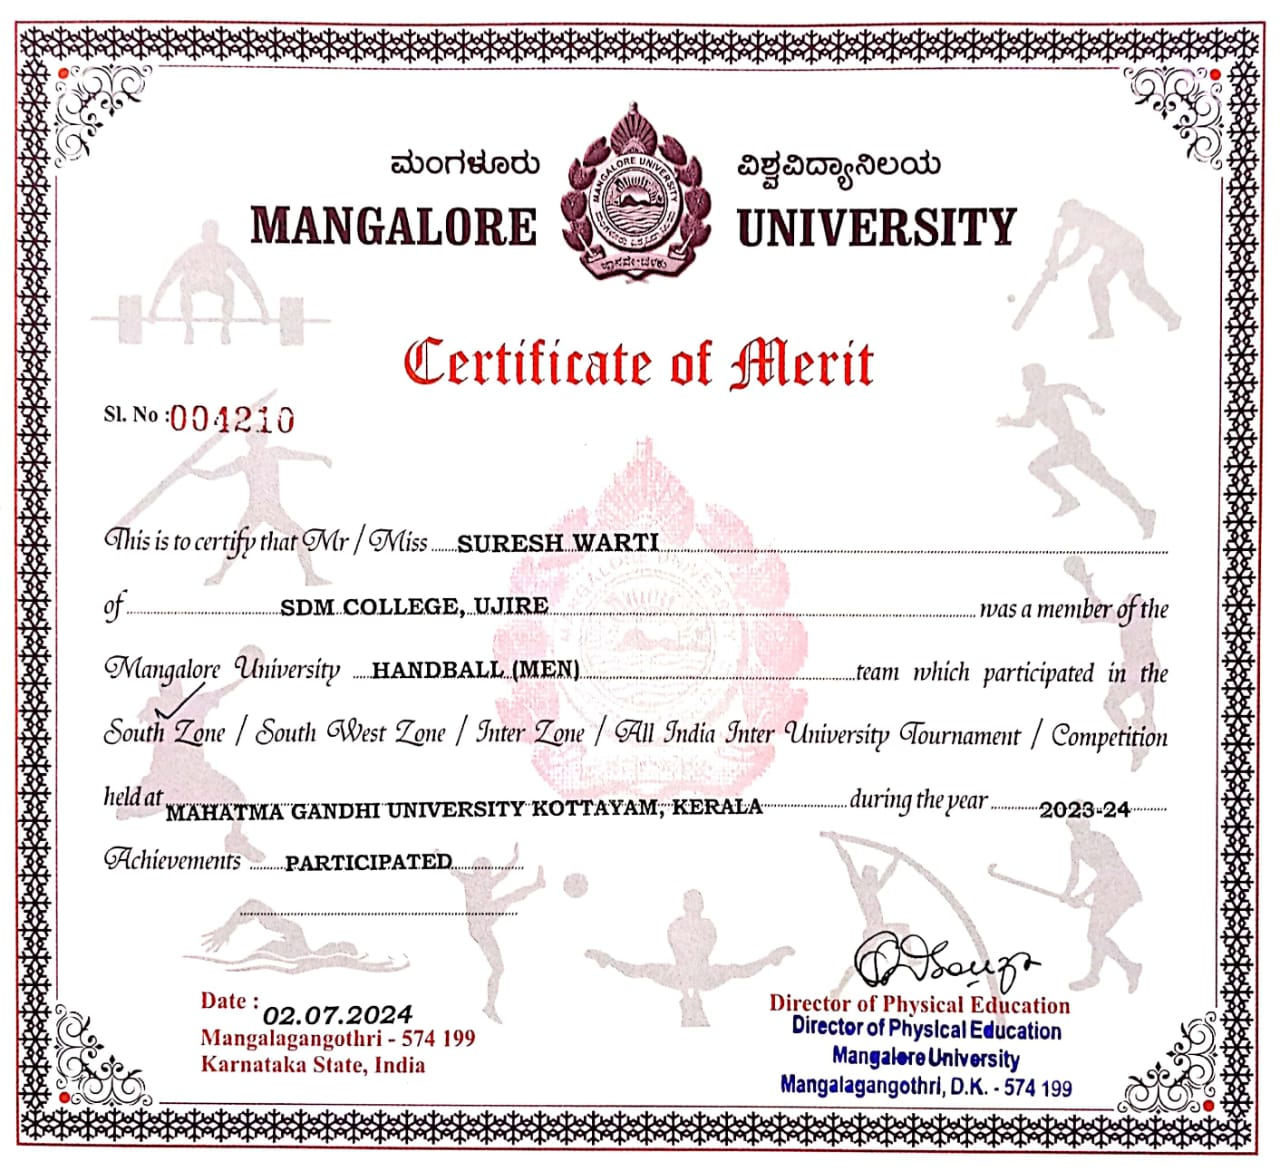 ಮಂಗಳೂರು ವಿಶ್ವವಿದ್ಯಾನಿಲಯ
MANGALORE UNIVERSITY
MANGALORE UNIVERSITY
Certificate of Merit
Sl. No :004210
This is to certify that Mr / Miss SURESH WARTI
of SDM COLLEGE, UJIRE was a member of the
Mangalore University HANDBALL (MEN) team which participated in the
South Zone / South West Zone / Inter Zone / All India Inter University Tournament / Competition
held at MAHATMA GANDHI UNIVERSITY KOTTAYAM, KERALA during the year 2023-24
Achievements PARTICIPATED
Date : 02.07.2024
Mangalagangothri - 574 199
Karnataka State, India
Director of Physical Education
Director of Physical Education
Mangalore University
Mangalagangothri, D.K. - 574 199